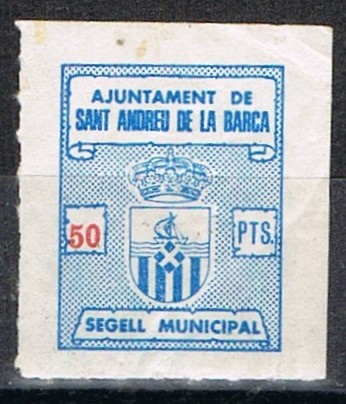 AJUNTAMENT DE
SANT ANDREU DE LA BARCA
50 PTS.
SEGELL MUNICIPAL